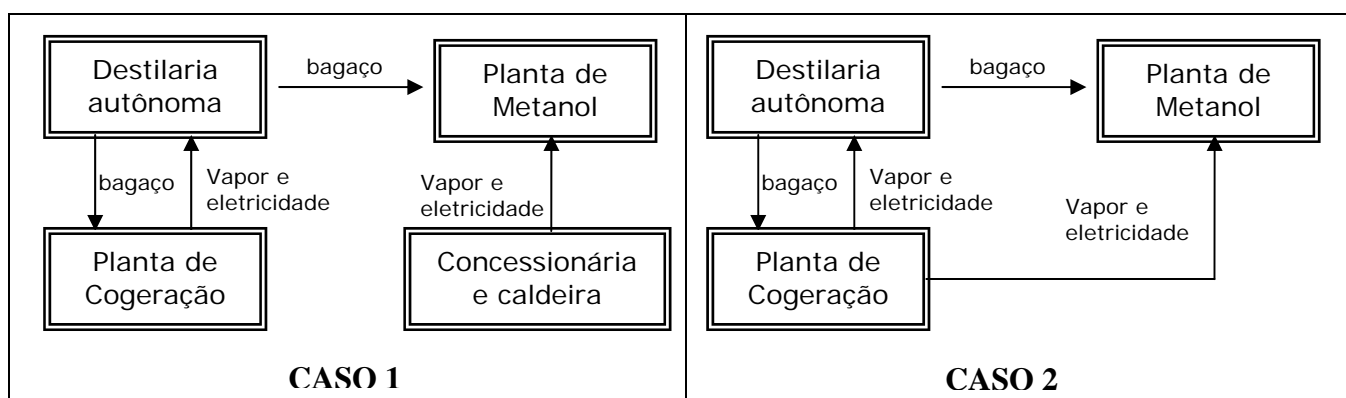 Destilaria
autônoma
bagaço
Planta de
Metanol
bagaço
Vapor e
eletricidade
Vapor e
eletricidade
Planta de
Cogeração
Concessionária
e caldeira
CASO 1
Destilaria
autônoma
bagaço
Planta de
Metanol
bagaço
Vapor e
eletricidade
Vapor e
eletricidade
Planta de
Cogeração
CASO 2